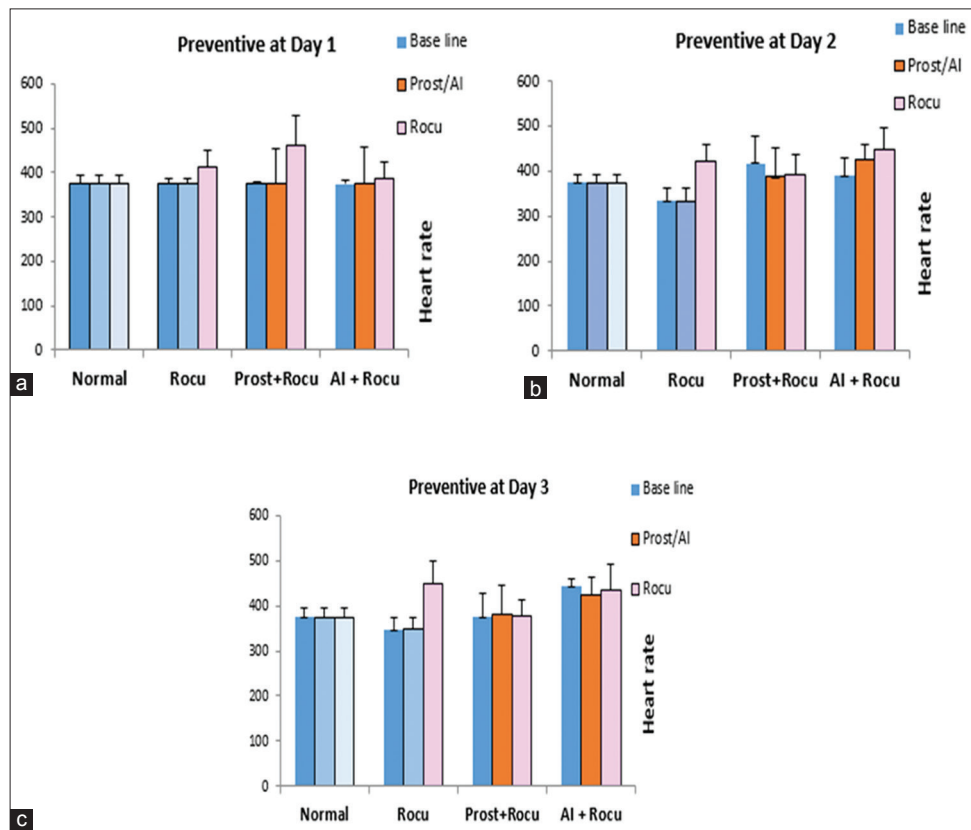 Preventive at Day 1
Base line
Prost/AI
Rocu
600
500
400
300
200
100
0
Heart rate
Normal
Rocu
Prost+Rocu
AI + Rocu
a
Preventive at Day 2
Base line
Prost/AI
Rocu
600
500
400
300
200
100
0
Heart rate
Normal
Rocu
Prost+Rocu
AI + Rocu
b
Preventive at Day 3
Base line
Prost/AI
Rocu
600
500
400
300
200
100
0
Heart rate
Normal
Rocu
Prost+Rocu
AI + Rocu
c